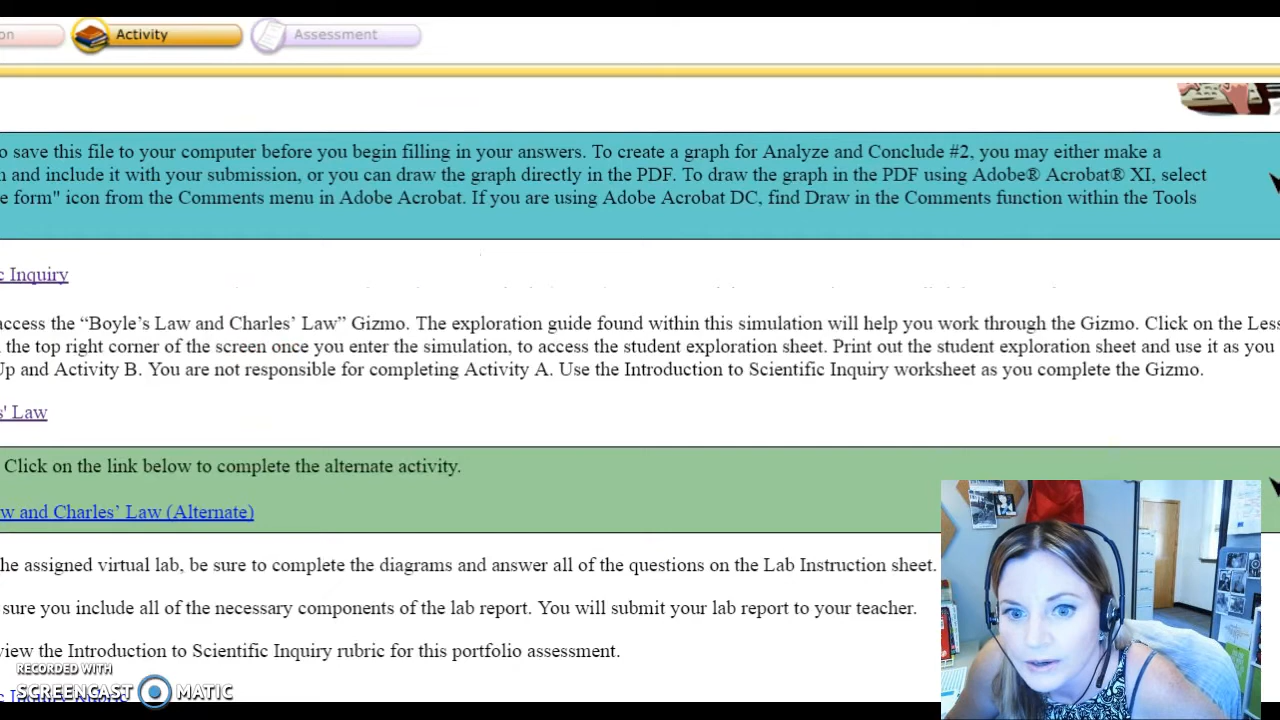 on
Activity
Assessment
o save this file to your computer before you begin filling in your answers. To create a graph for Analyze and Conclude #2, you may either make a
n and include it with your submission, or you can draw the graph directly in the PDF. To draw the graph in the PDF using Adobe® Acrobat® XI, select
e form" icon from the Comments menu in Adobe Acrobat. If you are using Adobe Acrobat DC, find Draw in the Comments function within the Tools
c Inquiry
access the “Boyle’s Law and Charles’ Law” Gizmo. The exploration guide found within this simulation will help you work through the Gizmo. Click on the Less
the top right corner of the screen once you enter the simulation, to access the student exploration sheet. Print out the student exploration sheet and use it as you
Up and Activity B. You are not responsible for completing Activity A. Use the Introduction to Scientific Inquiry worksheet as you complete the Gizmo.
s' Law
Click on the link below to complete the alternate activity.
w and Charles’ Law (Alternate)
he assigned virtual lab, be sure to complete the diagrams and answer all of the questions on the Lab Instruction sheet.
sure you include all of the necessary components of the lab report. You will submit your lab report to your teacher.
view the Introduction to Scientific Inquiry rubric for this portfolio assessment.
RECORDED WITH
SCREENCAST MATIC